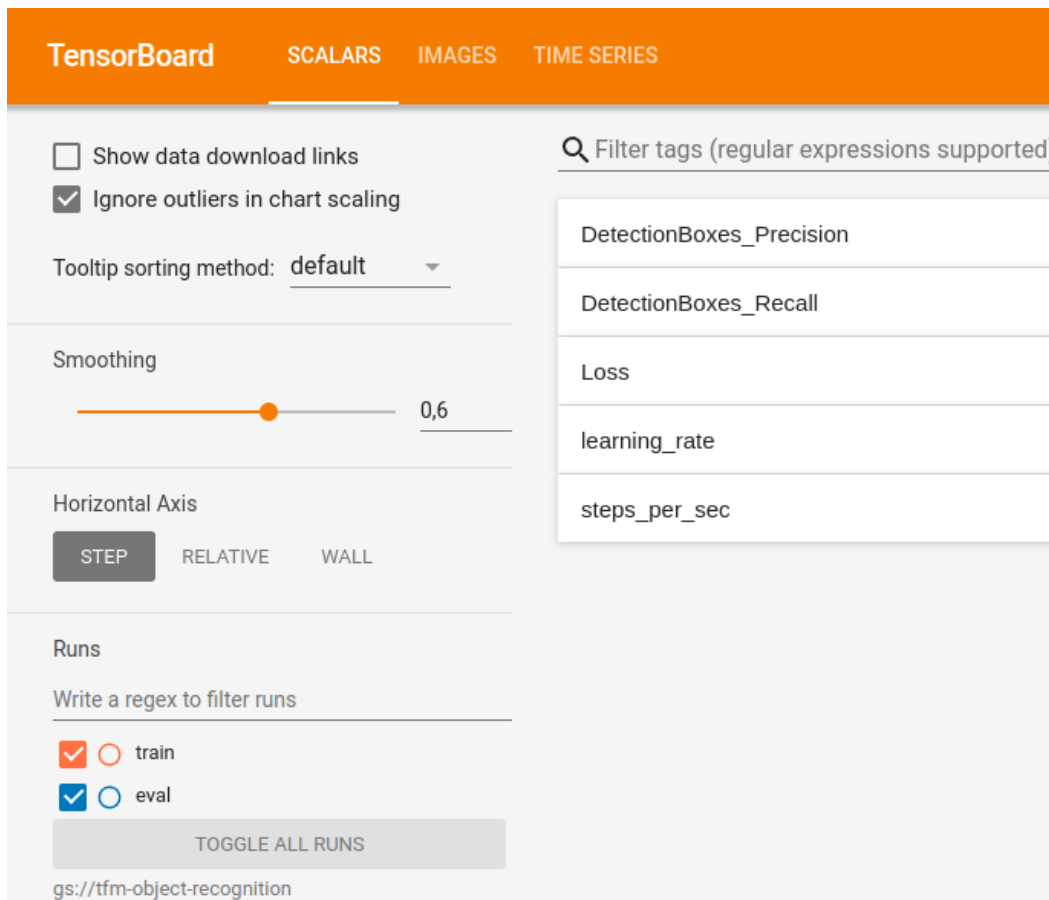 TensorBoard SCALARS IMAGES TIME SERIES
Show data download links
Ignore outliers in chart scaling
Tooltip sorting method: default
Smoothing
0,6
Horizontal Axis
STEP RELATIVE WALL
Runs
Write a regex to filter runs
train
eval
TOGGLE ALL RUNS
gs://tfm-object-recognition
Filter tags (regular expressions supported)
DetectionBoxes_Precision
DetectionBoxes_Recall
Loss
learning_rate
steps_per_sec